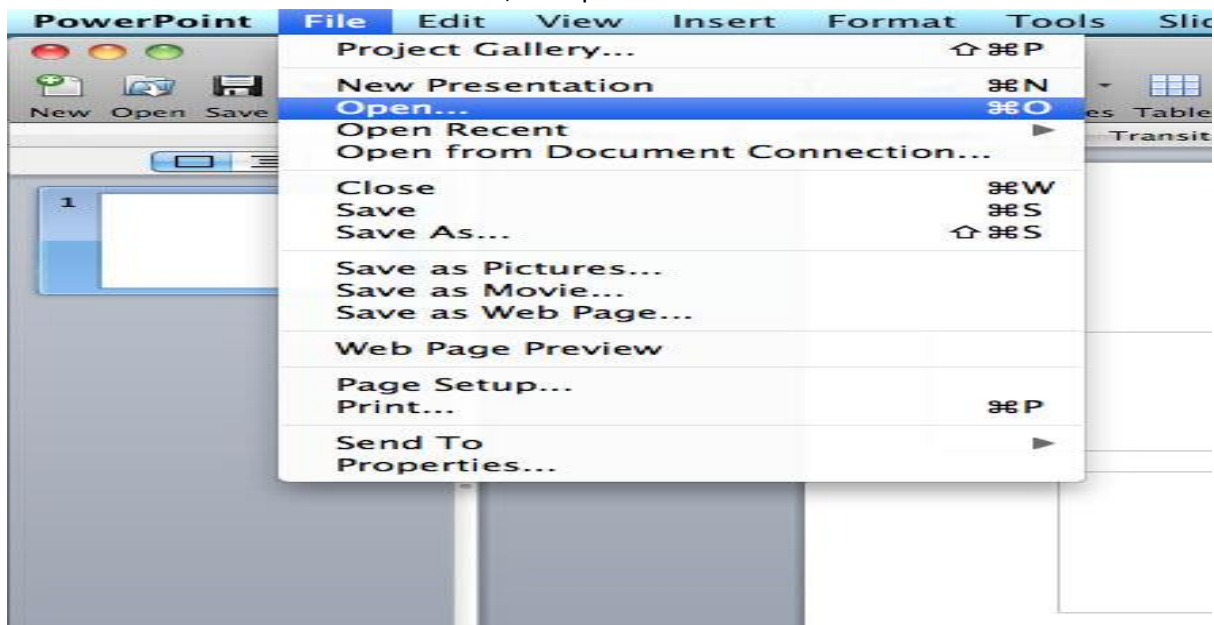 PowerPoint File Edit View Insert Format Tools
Project Gallery... ⇧⌘P
New Presentation ⌘N
New Open Save Open... ⌘O es Table
Open Recent ▶
Transit
Open from Document Connection...
Close ⌘W
1
Save ⌘S
Save As... ⇧⌘S
Save as Pictures...
Save as Movie...
Save as Web Page...
Web Page Preview
Page Setup...
Print... ⌘P
Send To ▶
Properties...